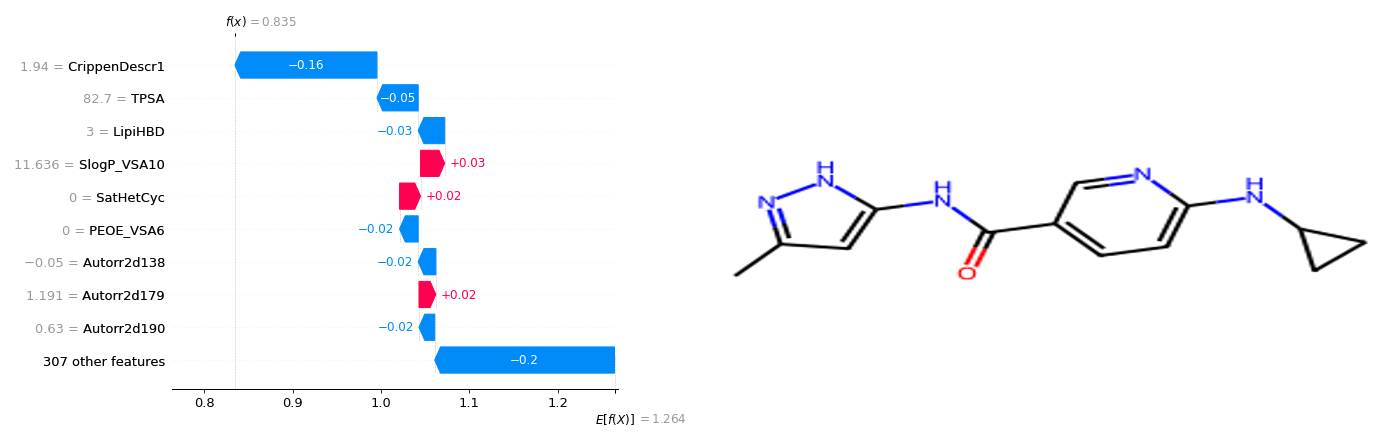 f(x) = 0.835
1.94 = CrippenDescr1
−0.16
82.7 = TPSA
−0.05
3 = LipiHBD
−0.03
11.636 = SlogP_VSA10
+0.03
0 = SatHetCyc
+0.02
0 = PEOE_VSA6
−0.02
−0.05 = Autorr2d138
−0.02
1.191 = Autorr2d179
+0.02
0.63 = Autorr2d190
−0.02
307 other features
−0.2
0.8 0.9 1.0 1.1 1.2
E[f(X)] = 1.264
H
N
N
H
N
O
N
H
N